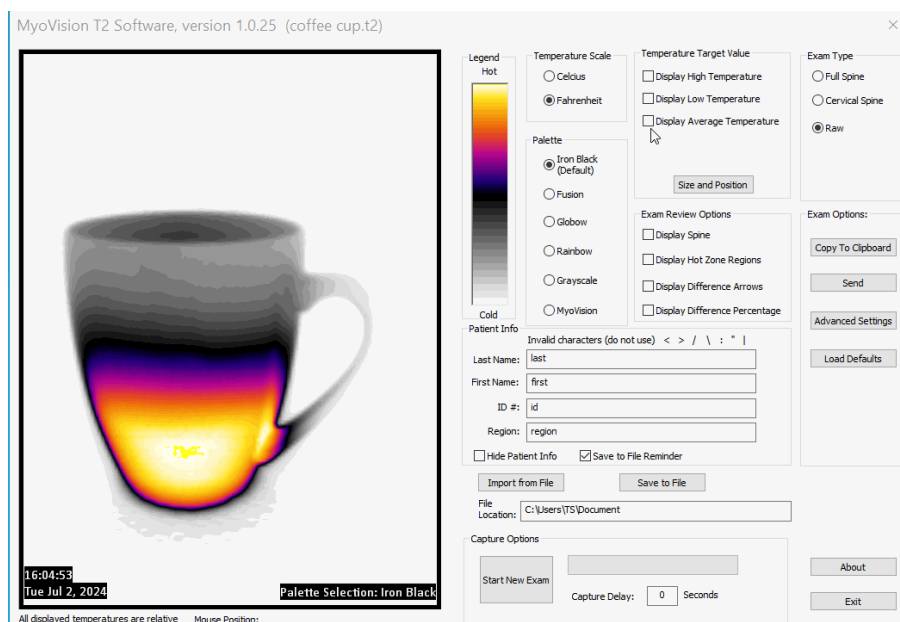 MyoVision T2 Software, version 1.0.25 (coffee cup.t2)
16:04:53
Tue Jul 2, 2024
Palette Selection: Iron Black
All displayed temperatures are relative
Mouse Position:
Legend
Hot
Cold
Temperature Scale
Celcius
Fahrenheit
Palette
Iron Black
(Default)
Fusion
Globow
Rainbow
Grayscale
MyoVision
Temperature Target Value
Display High Temperature
Display Low Temperature
Display Average Temperature
Size and Position
Exam Review Options
Display Spine
Display Hot Zone Regions
Display Difference Arrows
Display Difference Percentage
Exam Type
Full Spine
Cervical Spine
Raw
Exam Options:
Copy To Clipboard
Send
Advanced Settings
Load Defaults
Patient Info
Invalid characters (do not use) < > / \ : " |
Last Name: last
First Name: first
ID #: id
Region: region
Hide Patient Info
Save to File Reminder
Import from File
Save to File
File
Location: C:\Users\TS\Document
Capture Options
Start New Exam
Capture Delay: 0 Seconds
About
Exit